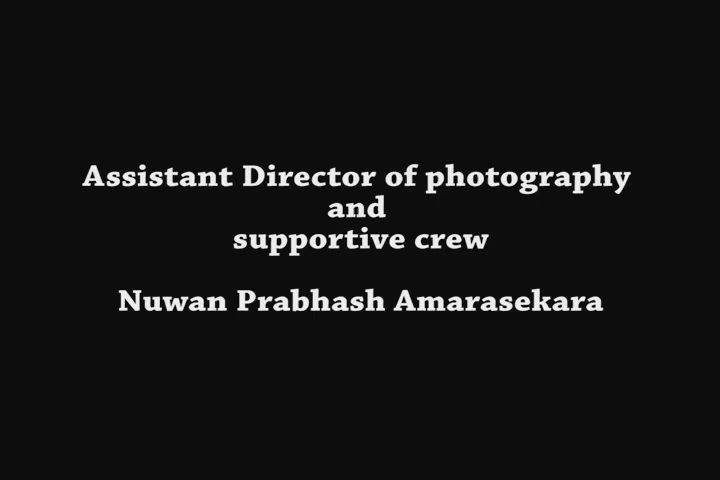 Assistant Director of photography
and
supportive crew
Nuwan Prabhash Amarasekara